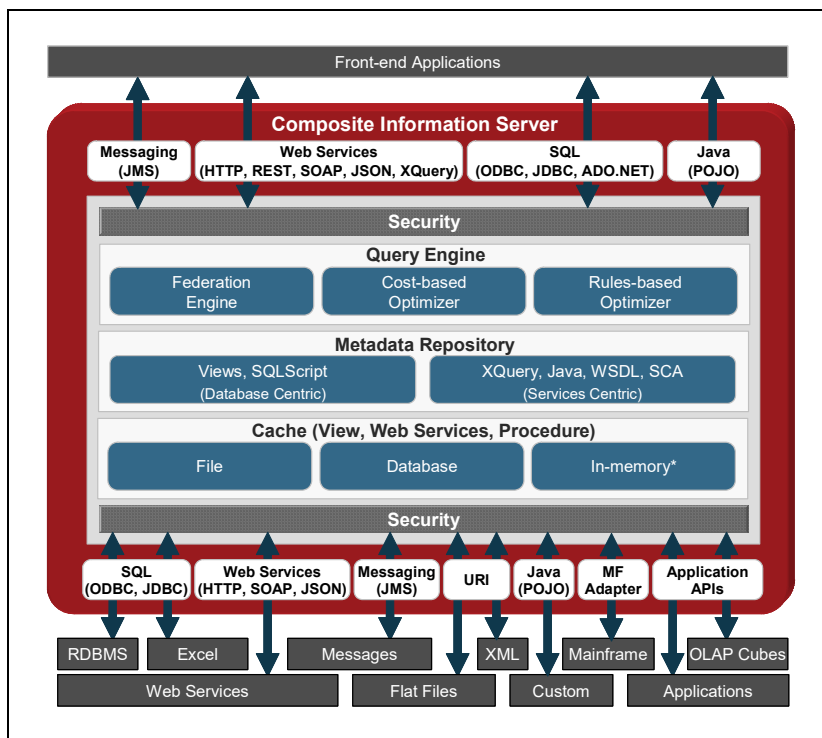 Front-end Applications
Composite Information Server
Messaging
(JMS)
Web Services
(HTTP, REST, SOAP, JSON, XQuery)
SQL
(ODBC, JDBC, ADO.NET)
Java
(POJO)
Security
Query Engine
Federation
Engine
Cost-based
Optimizer
Rules-based
Optimizer
Metadata Repository
Views, SQLScript
(Database Centric)
XQuery, Java, WSDL, SCA
(Services Centric)
Cache (View, Web Services, Procedure)
File
Database
In-memory*
Security
SQL
(ODBC, JDBC)
Web Services
(HTTP, SOAP, JSON)
Messaging
(JMS)
URI
Java
(POJO)
MF
Adapter
Application
APIs
RDBMS
Excel
Messages
XML
Mainframe
OLAP Cubes
Web Services
Flat Files
Custom
Applications